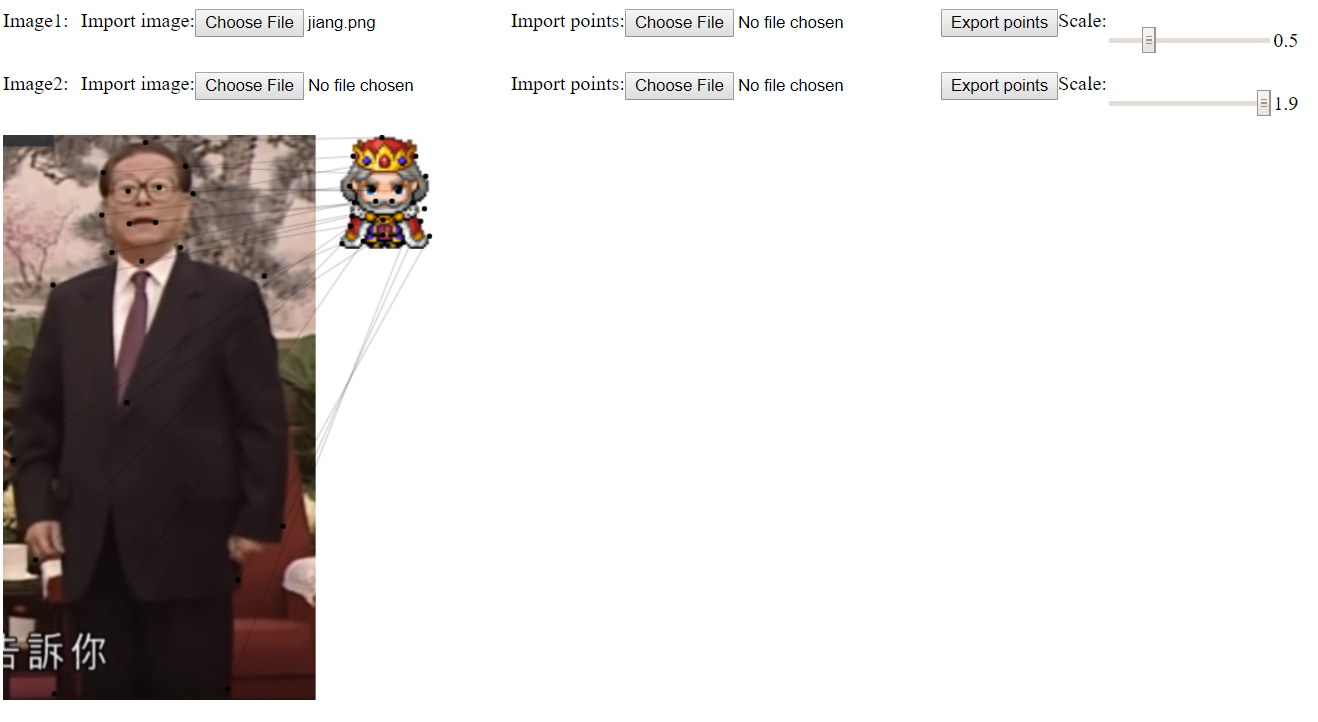 Image1: Import image: Choose File jiang.png Import points: Choose File No file chosen Export points Scale: 0.5
Image2: Import image: Choose File No file chosen Import points: Choose File No file chosen Export points Scale: 1.9
告訴你